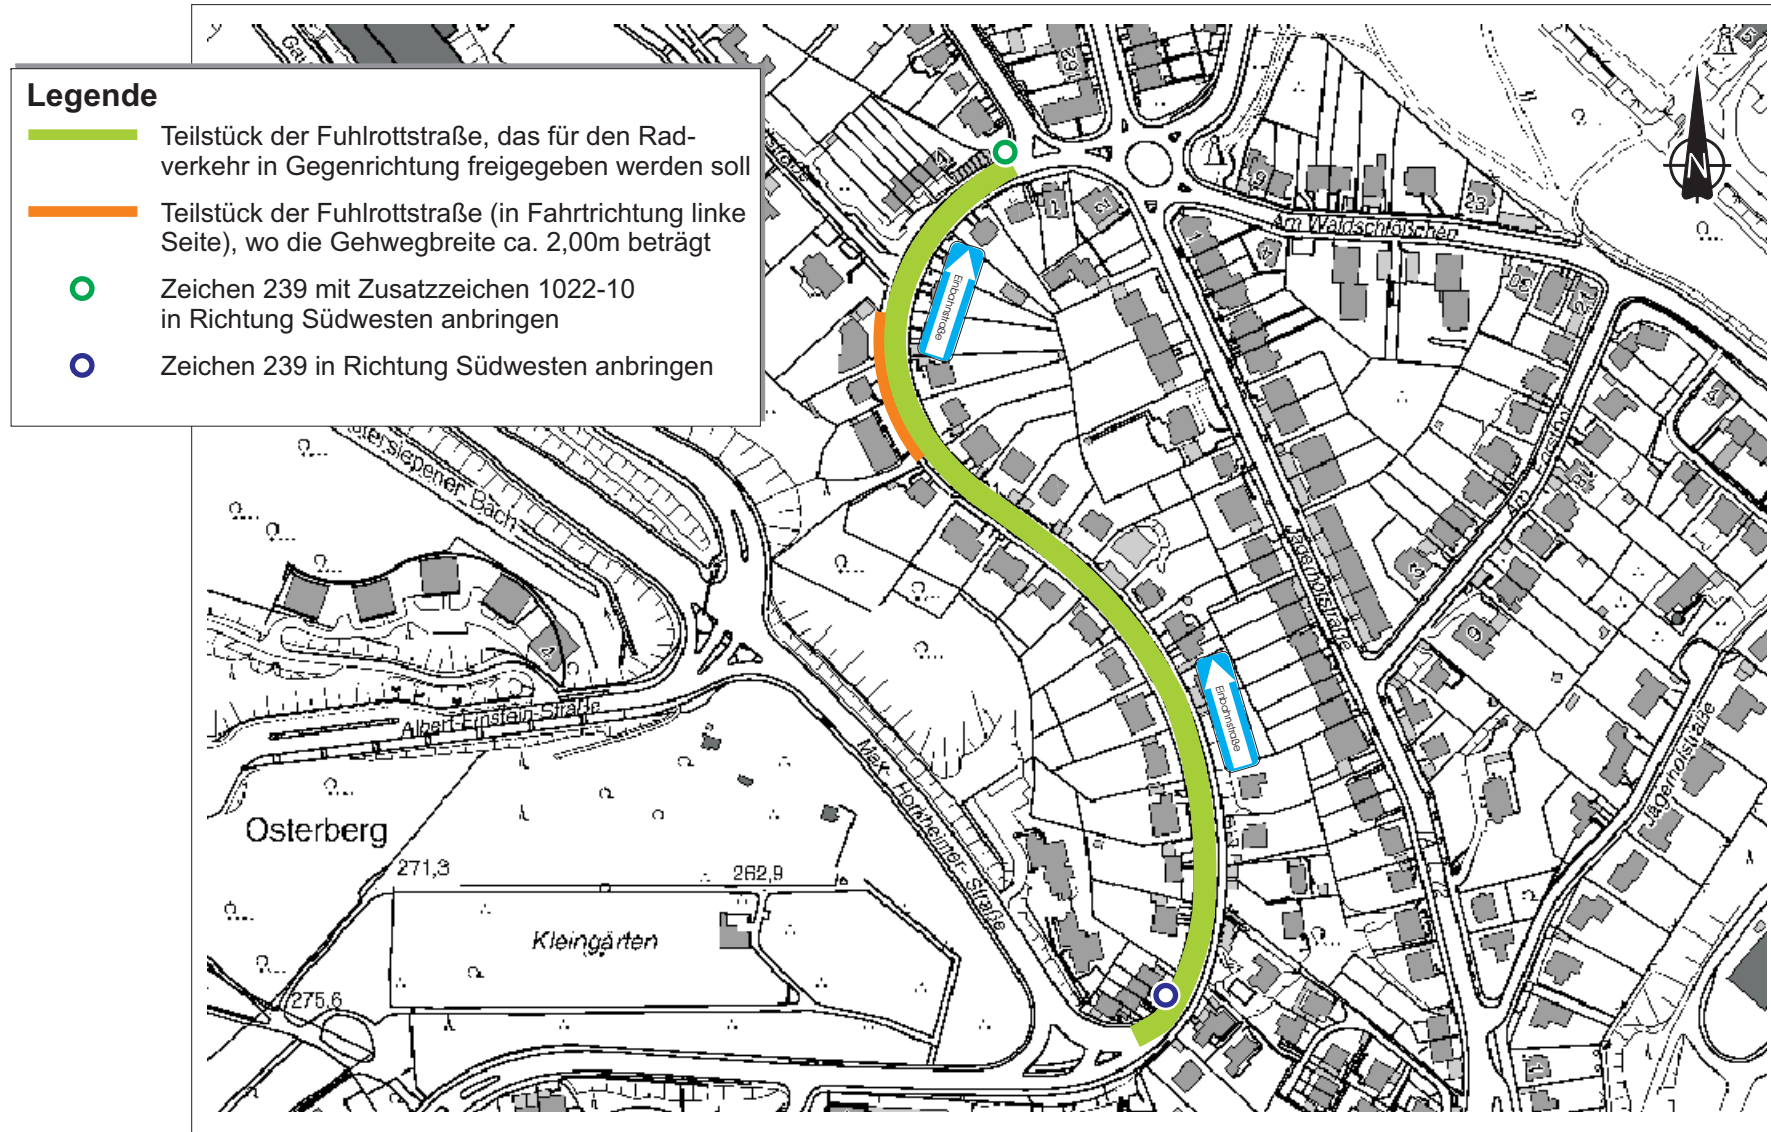 Legende
Teilstück der Fuhlrottstraße, das für den Rad-
verkehr in Gegenrichtung freigegeben werden soll
Teilstück der Fuhlrottstraße (in Fahrtrichtung linke
Seite), wo die Gehwegbreite ca. 2,00m beträgt
Zeichen 239 mit Zusatzzeichen 1022-10
in Richtung Südwesten anbringen
Zeichen 239 in Richtung Südwesten anbringen
N
Am Waldschlößchen
23
Einbahnstraße
Jägerhofstraße
Einbahnstraße
Jägerhofstraße
Albert-Einstein-Straße
Max-Horkheimer-Straße
Osterberg
271,3
262,9
Kleingärten
275,6